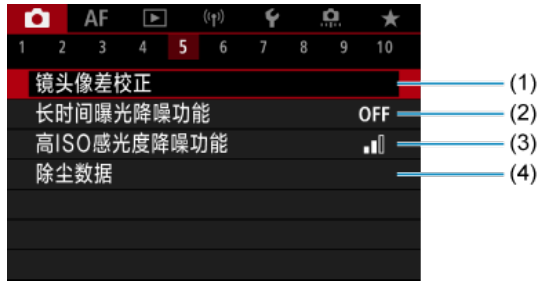 AF
1 2 3 4 5 6 7 8 9 10
镜头像差校正 (1)
长时间曝光降噪功能 OFF (2)
高ISO感光度降噪功能 (3)
除尘数据 (4)